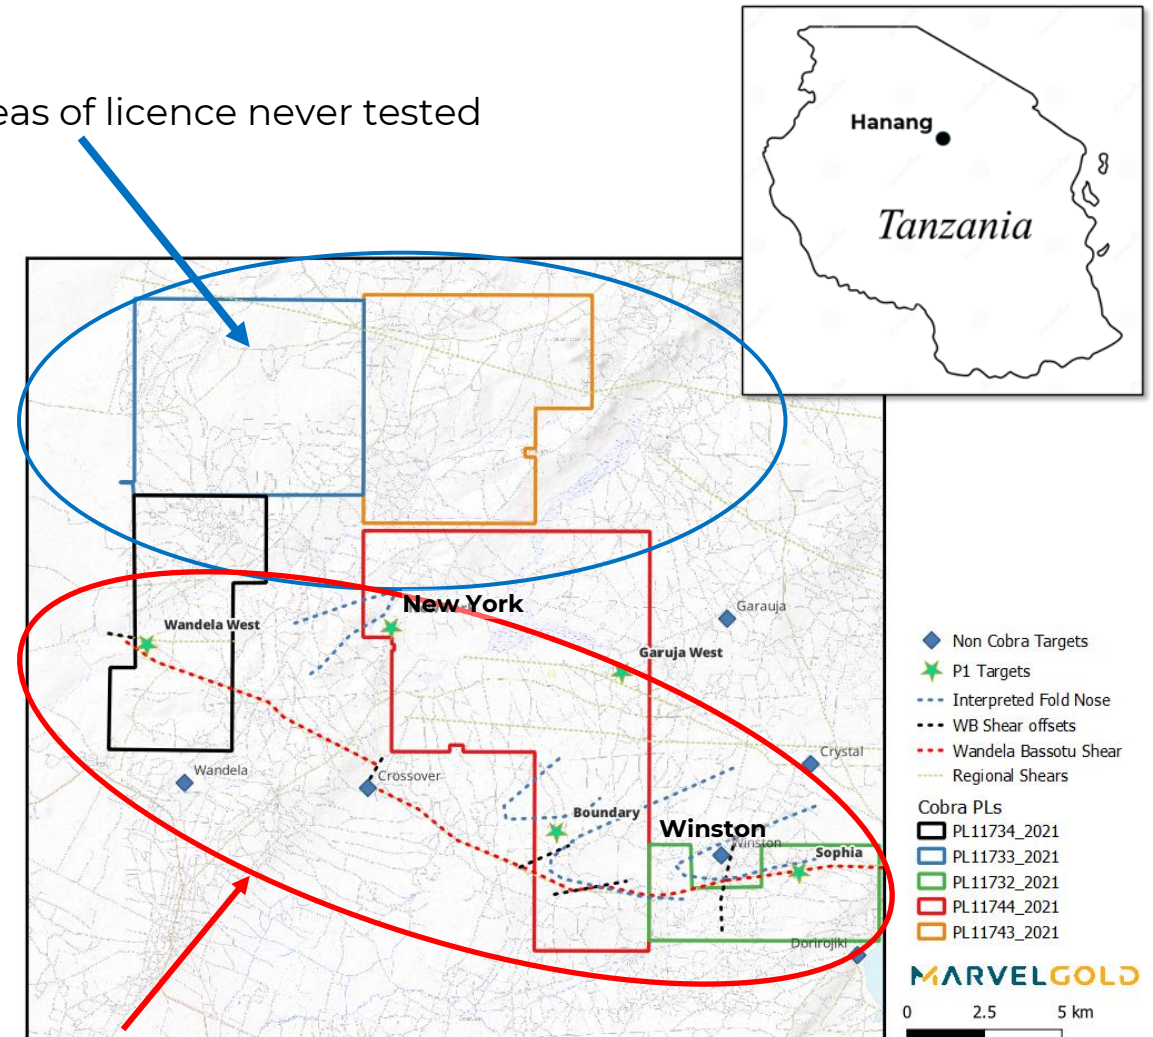 eas of licence never tested
Hanang
Tanzania
New York
Wandela West
Garauja
Garuja West
Wandela
Crossover
Crystal
Boundary
Winston
Winston
Sophia
Dorirojiki
Non Cobra Targets
P1 Targets
Interpreted Fold Nose
WB Shear offsets
Wandela Bassotu Shear
Regional Shears
Cobra PLs
PL11734_2021
PL11733_2021
PL11732_2021
PL11744_2021
PL11743_2021
MARVELGOLD
0 2.5 5 km